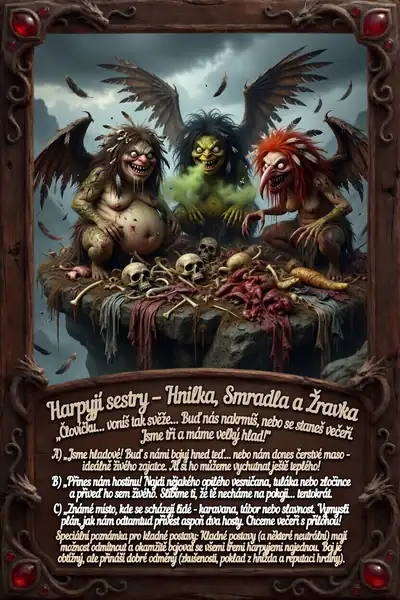 Harpyjí sestry – Hnilka, Smradla a Žravka
„Človíčku... voníš tak svěže... Buď nás nakrmíš, nebo se staneš večeří.
Jsme tři a máme velký hlad!“
A) „Jsme hladové! Buď s námi bojuj hned teď... nebo nám dones čerstvé maso -
ideálně živého zajatce. Ať si ho můžeme vychutnat ještě teplého!
B) „Přines nám hostinu! Najdi nějakého opilého vesničana, tuláka nebo zločince
a přiveď ho sem živého. Slíbíme ti, že tě necháme na pokoji... tentokrát.
C) „Známé místo, kde se scházejí lidé - karavana, tábor nebo slavnost. Vymysli
plán, jak nám odtamtud přivést aspoň dva hosty. Chceme večeři s přílohou!
Speciální poznámka pro kladné postavy: Kladné postavy (a některé neutrální) mají
možnost odmítnout a okamžitě bojovat se všemi třemi harpyjemi najednou. Boj je
obtížný, ale přináší dobré odměny (zkušenosti, poklad z hnízda a reputaci hrdiny).